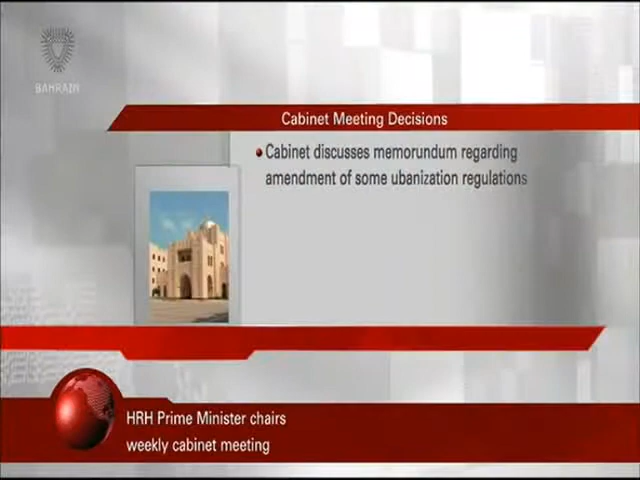 BAHRAIN
Cabinet Meeting Decisions
Cabinet discusses memorundum regarding
amendment of some ubanization regulations
HRH Prime Minister chairs
weekly cabinet meeting